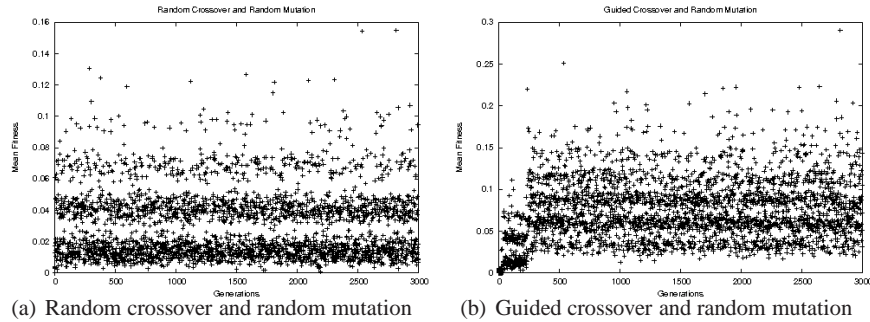 Random Crossover and Random Mutation
0.16
0.14
0.12
0.1
0.08
0.06
0.04
0.02
0
Mean Fitness
0 500 1000 1500 2000 2500 3000
Generations
(a) Random crossover and random mutation
Guided Crossover and Random Mutation
0.3
0.25
0.2
0.15
0.1
0.05
0
Mean Fitness
0 500 1000 1500 2000 2500 3000
Generations
(b) Guided crossover and random mutation